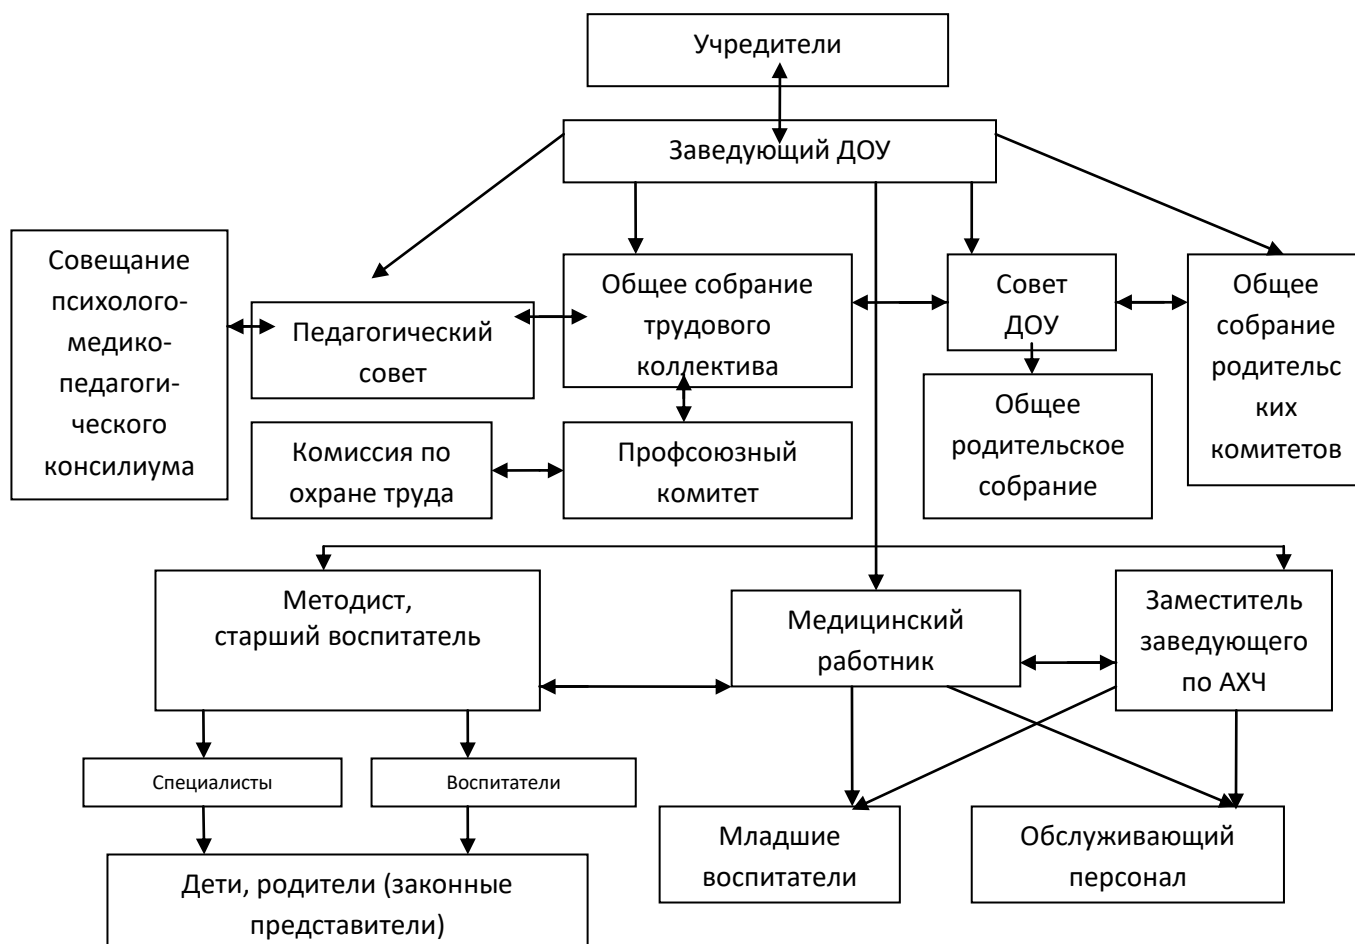 Учредители
Заведующий ДОУ
Совещание
психолого-
медико-
педагоги-
ческого
консилиума
Педагогический
совет
Общее собрание
трудового
коллектива
Совет
ДОУ
Общее
собрание
родительс
ких
комитетов
Комиссия по
охране труда
Профсоюзный
комитет
Общее
родительское
собрание
Методист,
старший воспитатель
Медицинский
работник
Заместитель
заведующего
по АХЧ
Специалисты
Воспитатели
Младшие
воспитатели
Обслуживающий
персонал
Дети, родители (законные
представители)